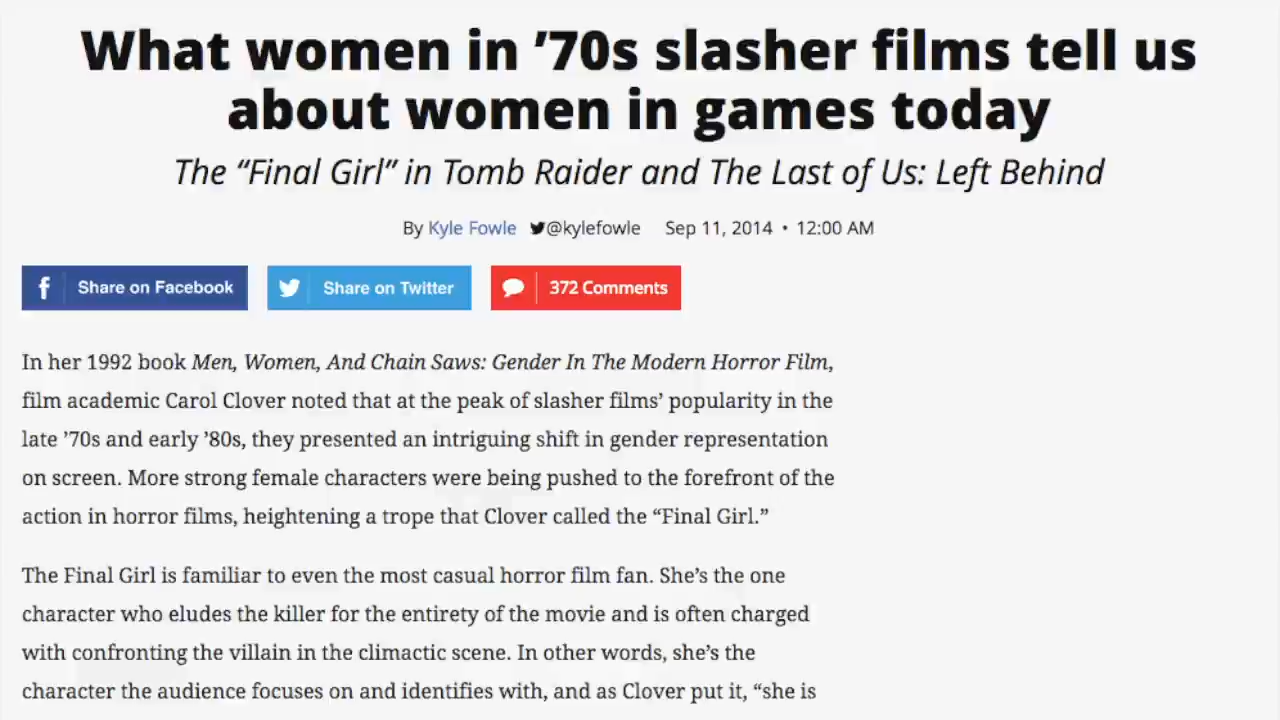 What women in ’70s slasher films tell us
about women in games today
The “Final Girl” in Tomb Raider and The Last of Us: Left Behind
By Kyle Fowle @kylefowle Sep 11, 2014 • 12:00 AM
Share on Facebook Share on Twitter 372 Comments
In her 1992 book Men, Women, And Chain Saws: Gender In The Modern Horror Film,
film academic Carol Clover noted that at the peak of slasher films’ popularity in the
late ’70s and early ’80s, they presented an intriguing shift in gender representation
on screen. More strong female characters were being pushed to the forefront of the
action in horror films, heightening a trope that Clover called the “Final Girl.”
The Final Girl is familiar to even the most casual horror film fan. She’s the one
character who eludes the killer for the entirety of the movie and is often charged
with confronting the villain in the climactic scene. In other words, she’s the
character the audience focuses on and identifies with, and as Clover put it, “she is